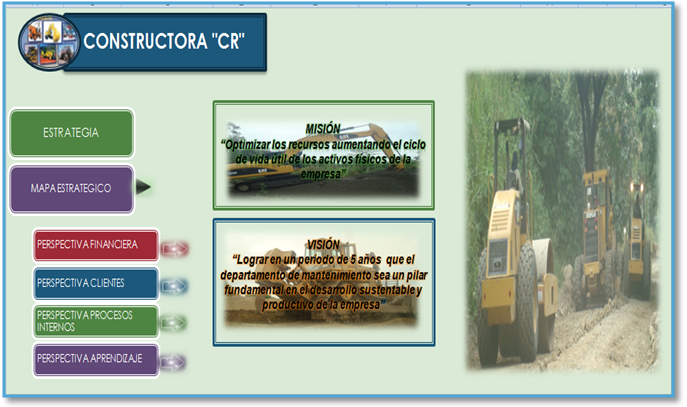 CONSTRUCTORA "CR"
ESTRATEGIA
MAPA ESTRATEGICO
PERSPECTIVA FINANCIERA
PERSPECTIVA CLIENTES
PERSPECTIVA PROCESOS
INTERNOS
PERSPECTIVA APRENDIZAJE
MISIÓN
“Optimizar los recursos aumentando el ciclo
de vida útil de los activos físicos de la
empresa”
VISIÓN
“Lograr en un periodo de 5 años que el
departamento de mantenimiento sea un pilar
fundamental en el desarrollo sustentable y
productivo de la empresa”